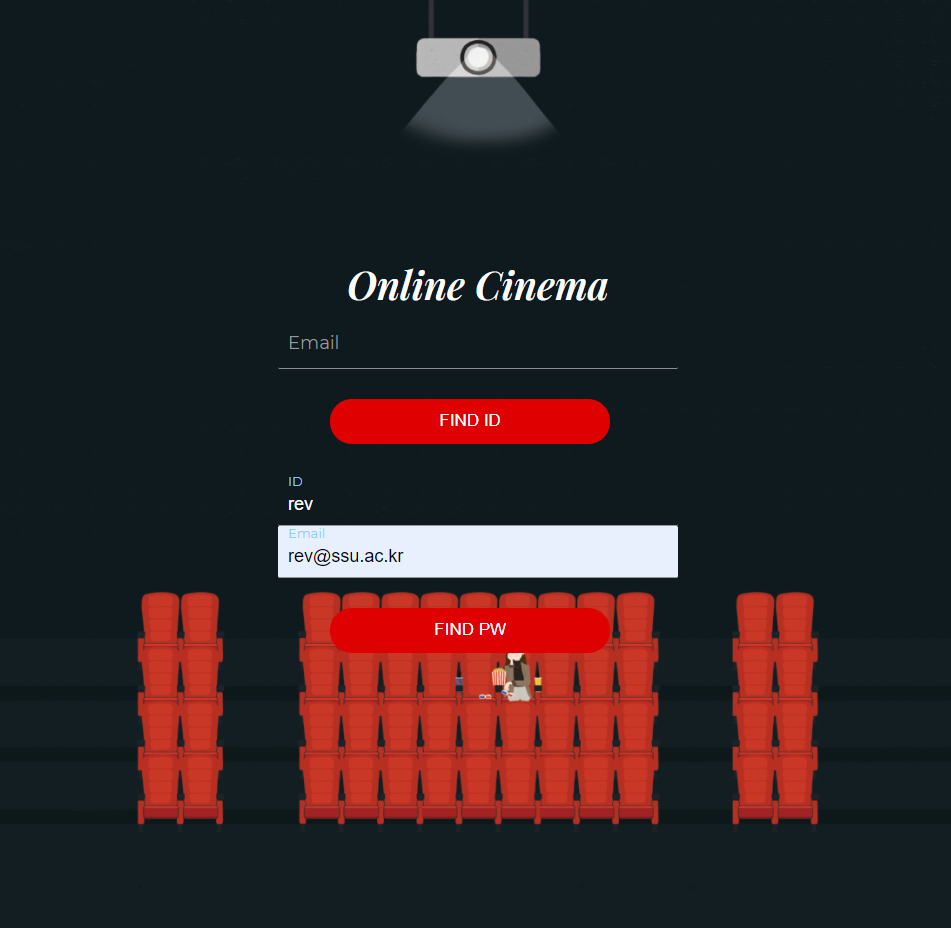 Online Cinema
Email
FIND ID
ID
rev
Email
rev@ssu.ac.kr
FIND PW